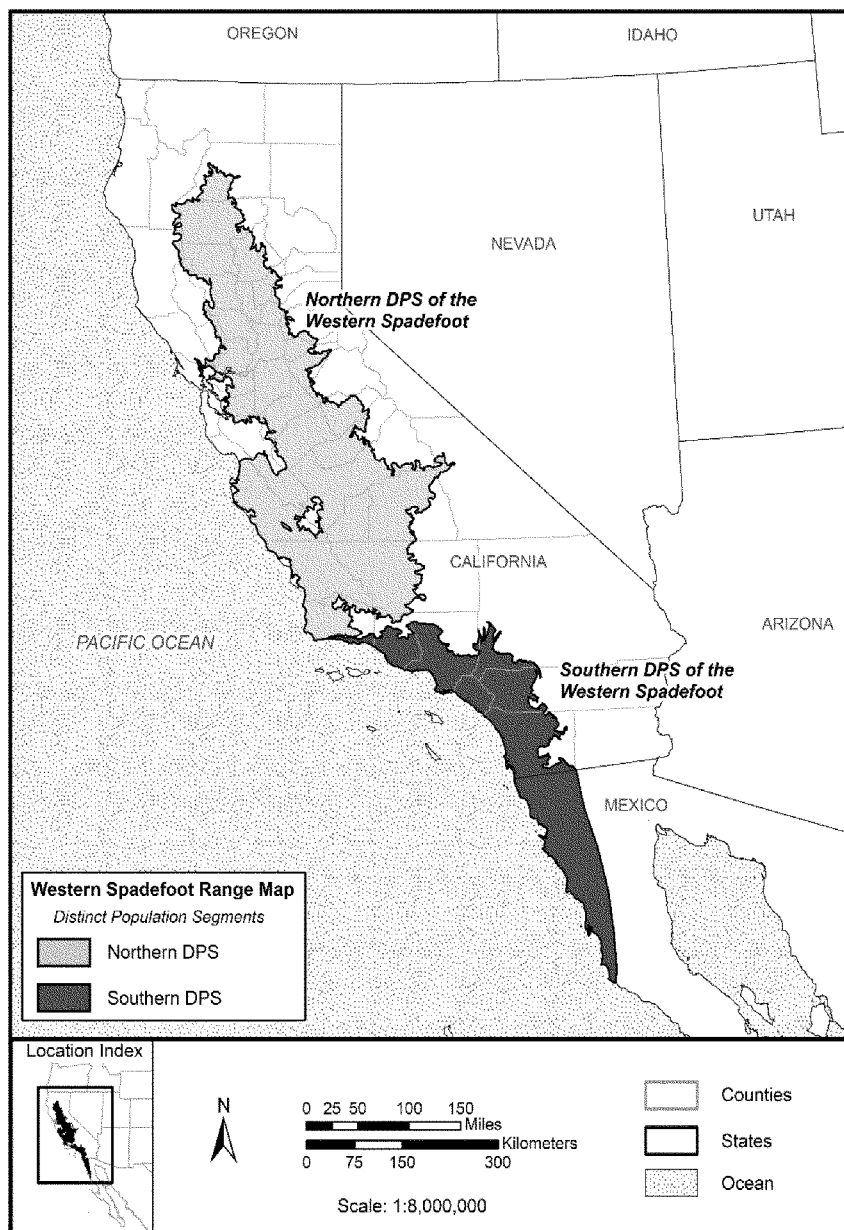 OREGON
IDAHO
NEVADA
UTAH
Northern DPS of the
Western Spadefoot
CALIFORNIA
ARIZONA
PACIFIC OCEAN
Southern DPS of the
Western Spadefoot
MEXICO
Western Spadefoot Range Map
Distinct Population Segments
Northern DPS
Southern DPS
Location Index
N
0 25 50 100 150
Miles
Kilometers
0 75 150 300
Scale: 1:8,000,000
Counties
States
Ocean